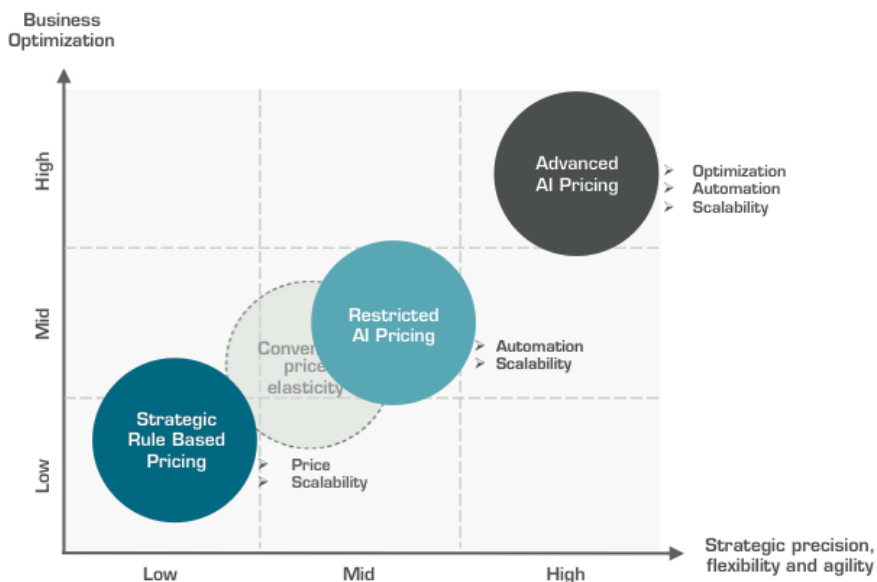 Business
Optimization
High
Mid
Low
Advanced
AI Pricing
Optimization
Automation
Scalability
Restricted
AI Pricing
Automation
Scalability
price
elasticity
Strategic
Rule Based
Pricing
Price
Scalability
Low
Mid
High
Strategic precision,
flexibility and agility